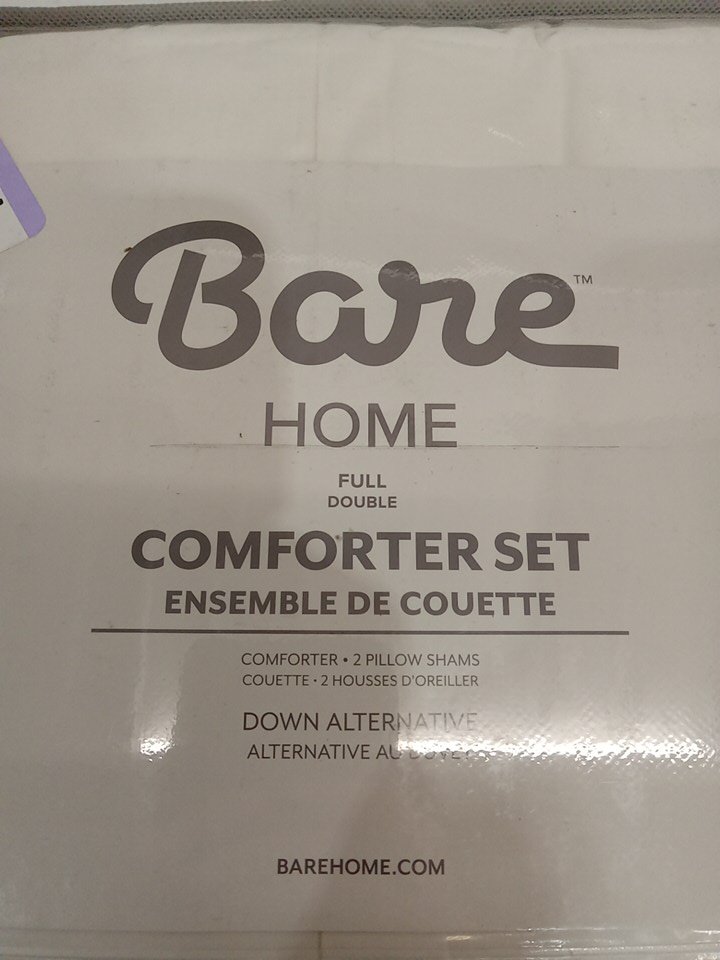 Bare™
HOME
FULL
DOUBLE
COMFORTER SET
ENSEMBLE DE COUETTE
COMFORTER • 2 PILLOW SHAMS
COUETTE • 2 HOUSSES D'OREILLER
DOWN ALTERNATIVE
ALTERNATIVE AU DUVET
BAREHOME.COM